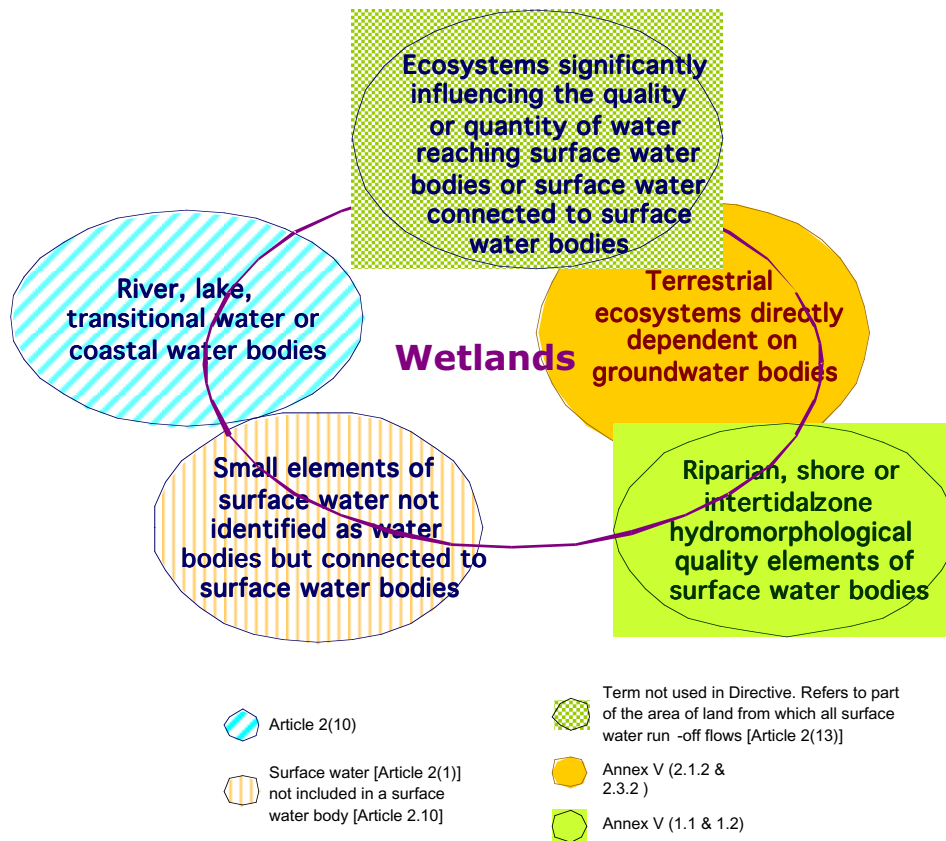 Ecosystems significantly
influencing the quality
or quantity of water
reaching surface water
bodies or surface water
connected to surface
water bodies
River, lake,
transitional water or
coastal water bodies
Wetlands
Terrestrial
ecosystems directly
dependent on
groundwater bodies
Small elements of
surface water not
identified as water
bodies but connected to
surface water bodies
Riparian, shore or
intertidalzone
hydromorphological
quality elements of
surface water bodies
Article 2(10)
Surface water [Article 2(1)]
not included in a surface
water body [Article 2.10]
Term not used in Directive. Refers to part
of the area of land from which all surface
water run -off flows [Article 2(13)]
Annex V (2.1.2 &
2.3.2 )
Annex V (1.1 & 1.2)